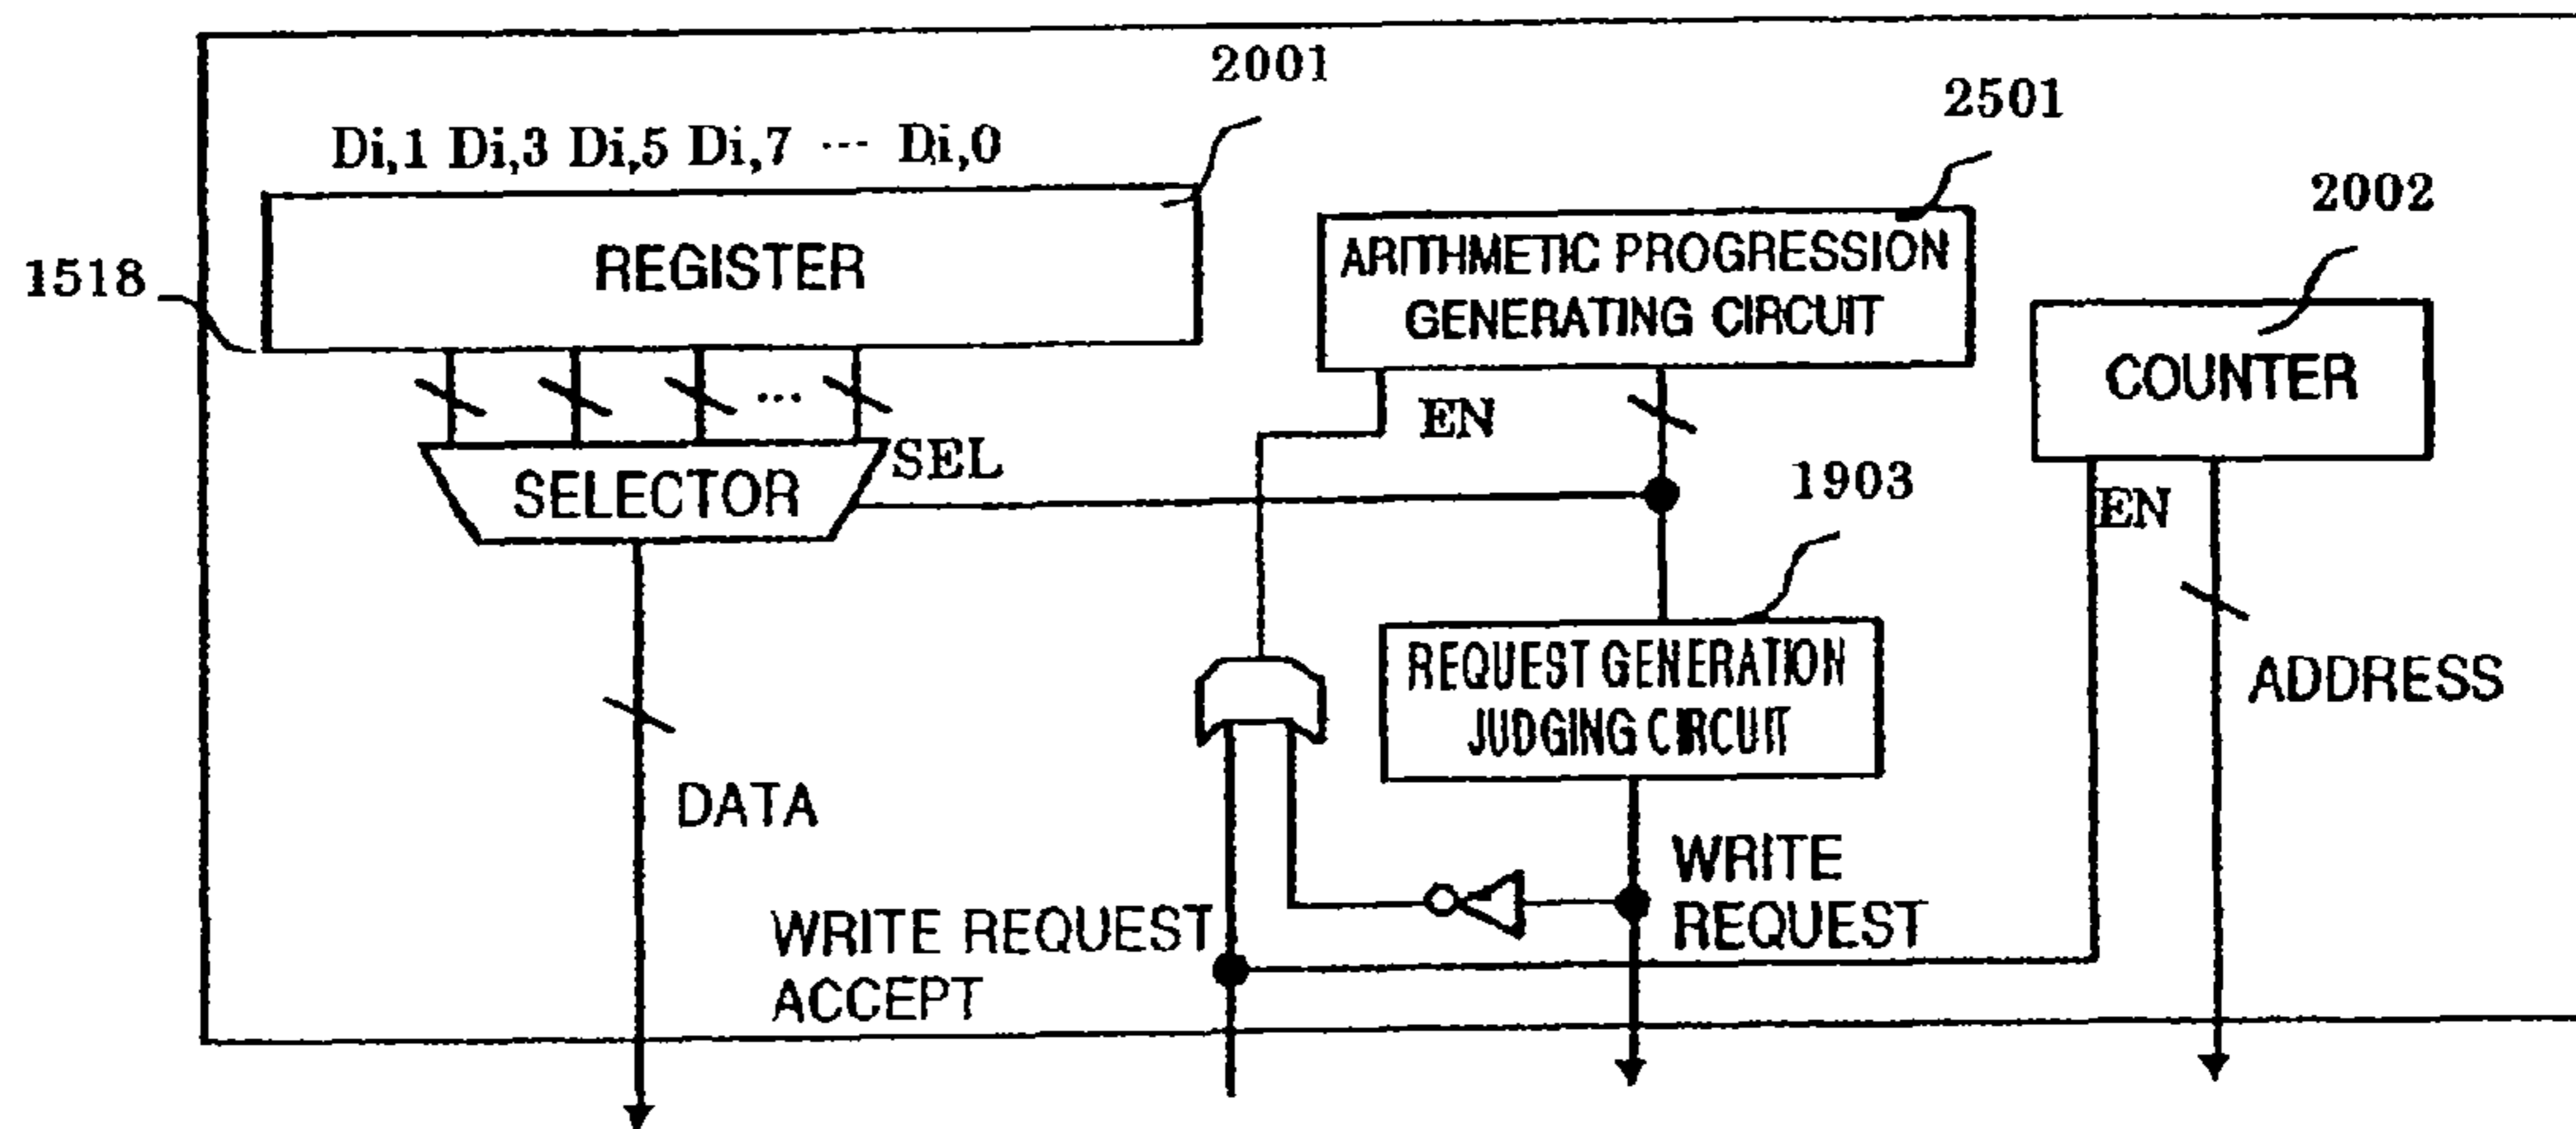 2001
2501
Di,1 Di,3 Di,5 Di,7 ... Di,0
2002
REGISTER
ARITHMETIC PROGRESSION
GENERATING CIRCUIT
1518
COUNTER
...
EN
SEL
SELECTOR
1903
EN
REQUEST GENERATION
JUDGING CIRCUIT
ADDRESS
DATA
WRITE
REQUEST
WRITE REQUEST
ACCEPT